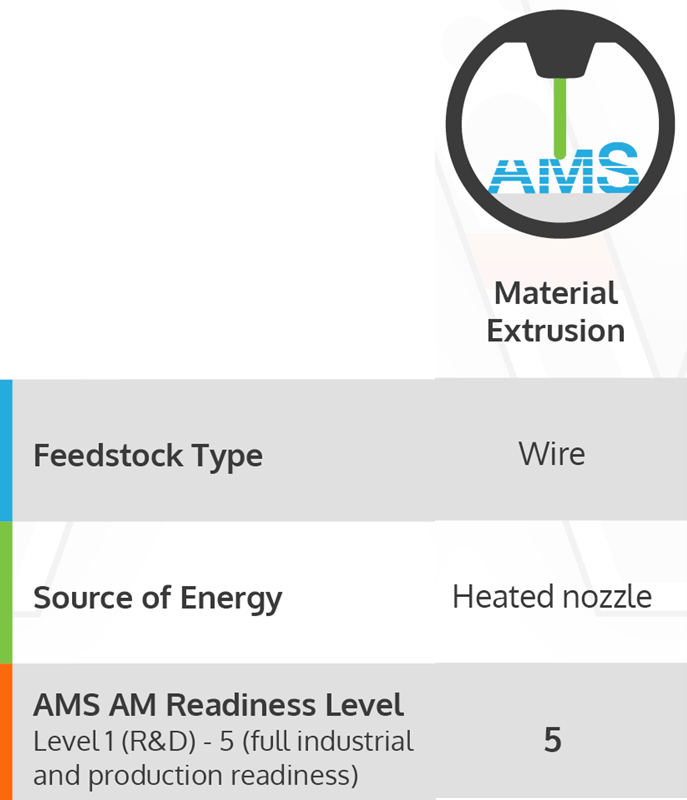 AMS
Material
Extrusion
Feedstock Type
Wire
Source of Energy
Heated nozzle
AMS AM Readiness Level
Level 1 (R&D) - 5 (full industrial
and production readiness)
5